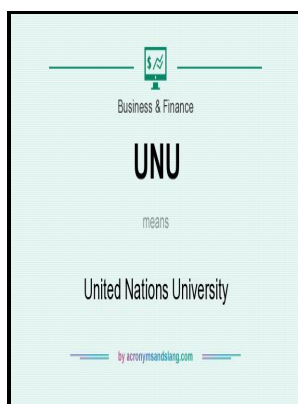 Business & Finance
UNU
means
United Nations University
by acronymsandslang.com